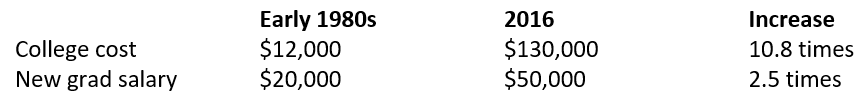 Early 1980s 2016 Increase
College cost $12,000 $130,000 10.8 times
New grad salary $20,000 $50,000 2.5 times